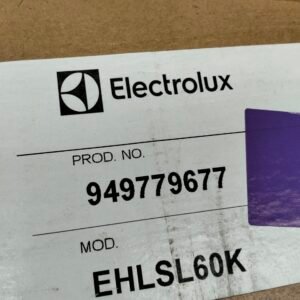 Electrolux
PROD. NO.
949779677
MOD.
EHLSL60K